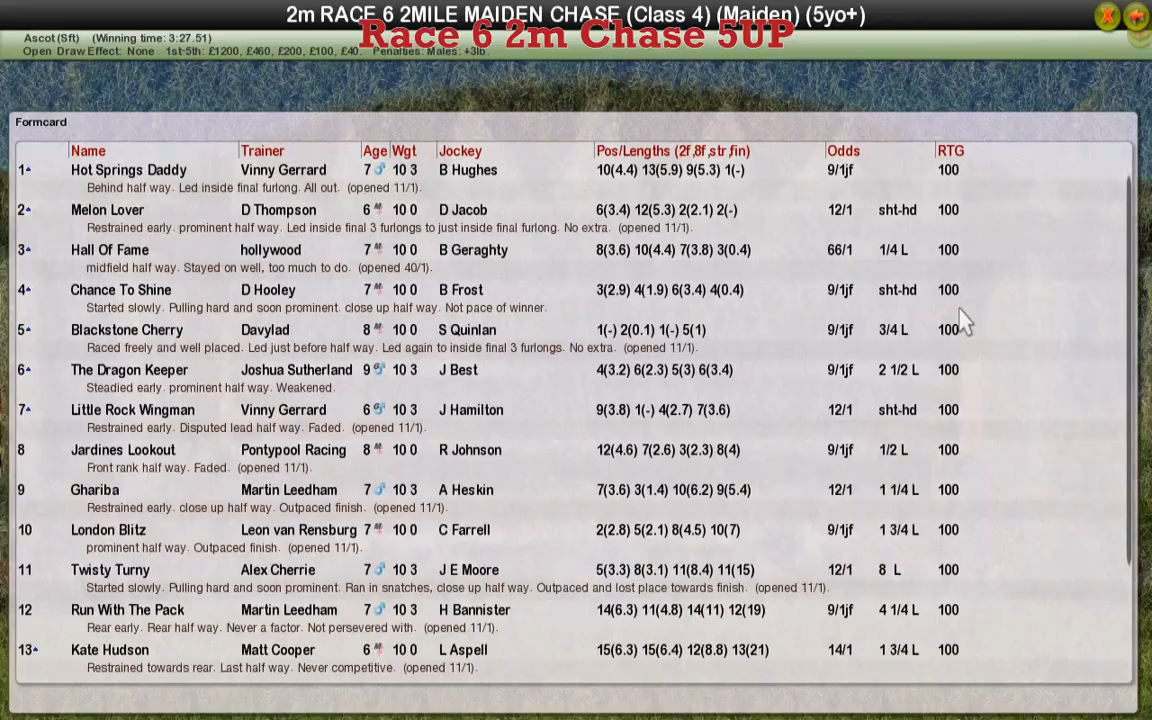 2m RACE 6 2MILE MAIDEN CHASE (Class 4) (Maiden) (5yo+)
Race 6 2m Chase 5UP
Ascot(Sft) (Winning time: 3:27.51)
Open Draw Effect: None 1st-5th: £1200, £460, £200, £100, £40. Penalties: Males: +3lb.
Formcard
Name Trainer Age Wgt Jockey Pos/Lengths (2f,8f,str,fin) Odds RTG
1 Hot Springs Daddy Vinny Gerrard 7 10 3 B Hughes 10(4.4) 13(5.9) 9(5.3) 1(-) 9/1jf 100
Behind half way. Led inside final furlong. All out. (opened 11/1).
2 Melon Lover D Thompson 6 10 0 D Jacob 6(3.4) 12(5.3) 2(2.1) 2(-) 12/1 sht-hd 100
Restrained early. prominent half way. Led inside final 3 furlongs to just inside final furlong. No extra. (opened 11/1).
3 Hall Of Fame hollywood 7 10 0 B Geraghty 8(3.6) 10(4.4) 7(3.8) 3(0.4) 66/1 1/4 L 100
midfield half way. Stayed on well, too much to do. (opened 40/1).
4 Chance To Shine D Hooley 7 10 0 B Frost 3(2.9) 4(1.9) 6(3.4) 4(0.4) 9/1jf sht-hd 100
Started slowly. Pulling hard and soon prominent. close up half way. Not pace of winner.
5 Blackstone Cherry Davylad 8 10 0 S Quinlan 1(-) 2(0.1) 1(-) 5(1) 9/1jf 3/4 L 100
Raced freely and well placed. Led just before half way. Led again to inside final 3 furlongs. No extra. (opened 11/1).
6 The Dragon Keeper Joshua Sutherland 9 10 3 J Best 4(3.2) 6(2.3) 5(3) 6(3.4) 9/1jf 2 1/2 L 100
Steadied early. prominent half way. Weakened.
7 Little Rock Wingman Vinny Gerrard 6 10 3 J Hamilton 9(3.8) 1(-) 4(2.7) 7(3.6) 12/1 sht-hd 100
Restrained early. Disputed lead half way. Faded. (opened 11/1).
8 Jardines Lookout Pontypool Racing 8 10 0 R Johnson 12(4.6) 7(2.6) 3(2.3) 8(4) 9/1jf 1/2 L 100
Front rank half way. Faded. (opened 11/1).
9 Ghariba Martin Leedham 7 10 3 A Heskin 7(3.6) 3(1.4) 10(6.2) 9(5.4) 12/1 1 1/4 L 100
Restrained early. close up half way. Outpaced finish. (opened 11/1).
10 London Blitz Leon van Rensburg 7 10 0 C Farrell 2(2.8) 5(2.1) 8(4.5) 10(7) 9/1jf 1 3/4 L 100
prominent half way. Outpaced finish. (opened 11/1).
11 Twisty Turny Alex Cherrie 7 10 3 J E Moore 5(3.3) 8(3.1) 11(8.4) 11(15) 12/1 8 L 100
Started slowly. Pulling hard and soon prominent. Ran in snatches, close up half way. Outpaced and lost place towards finish. (opened 11/1).
12 Run With The Pack Martin Leedham 7 10 3 H Bannister 14(6.3) 11(4.8) 14(11) 12(19) 9/1jf 4 1/4 L 100
Rear early. Rear half way. Never a factor. Not persevered with. (opened 11/1).
13 Kate Hudson Matt Cooper 6 10 0 L Aspell 15(6.3) 15(6.4) 12(8.8) 13(21) 14/1 1 3/4 L 100
Restrained towards rear. Last half way. Never competitive. (opened 11/1).